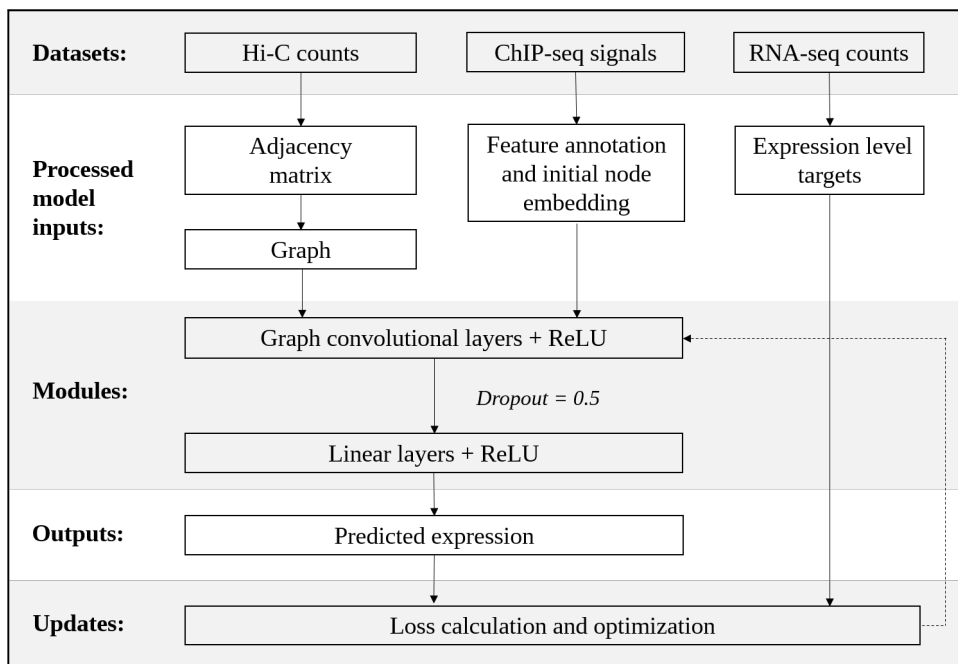 Datasets:
Hi-C counts
ChIP-seq signals
RNA-seq counts
Processed
model
inputs:
Adjacency
matrix
Feature annotation
and initial node
embedding
Expression level
targets
Graph
Modules:
Graph convolutional layers + ReLU
Dropout = 0.5
Linear layers + ReLU
Outputs:
Predicted expression
Updates:
Loss calculation and optimization